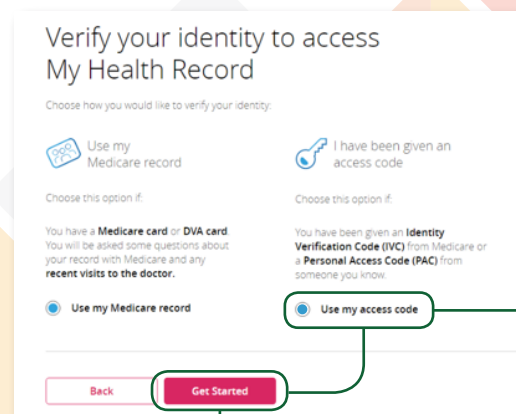 Verify your identity to access
My Health Record
Choose how you would like to verify your identity:
Use my
Medicare record
Choose this option if:
You have a Medicare card or DVA card
You will be asked some questions about
your record with Medicare and any
recent visits to the doctor.
Use my Medicare record
I have been given an
access code
Choose this option if:
You have been given an Identity
Verification Code (IVC) from Medicare or
a Personal Access Code (PAC) from
someone you know.
Use my access code
Back
Get Started